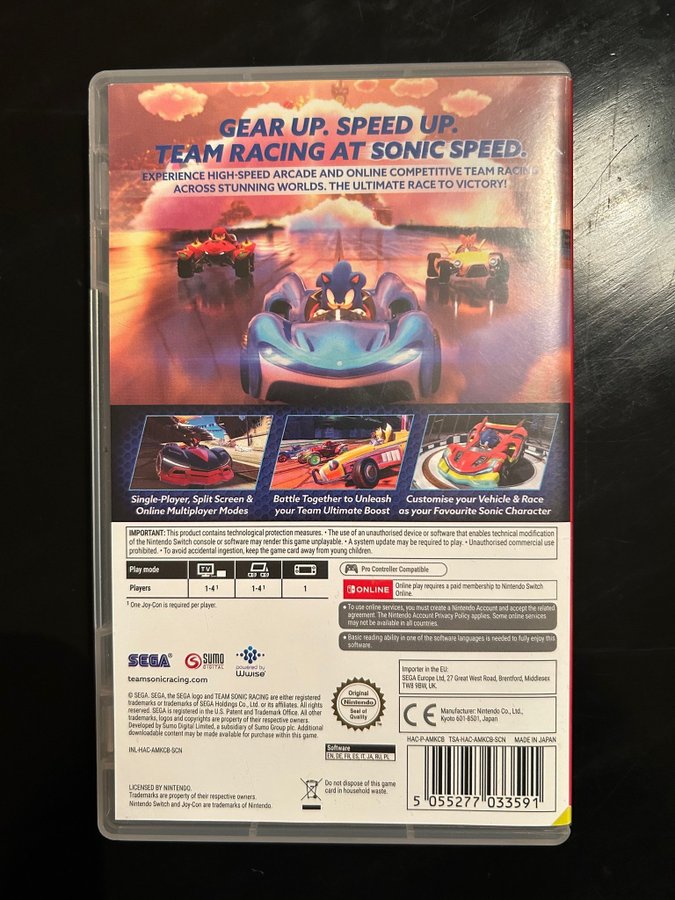 GEAR UP. SPEED UP.
TEAM RACING AT SONIC SPEED.
EXPERIENCE HIGH-SPEED ARCADE AND ONLINE COMPETITIVE TEAM RACING
ACROSS STUNNING WORLDS. THE ULTIMATE RACE TO VICTORY!
Single-Player, Split Screen &
Online Multiplayer Modes
Battle Together to Unleash
your Team Ultimate Boost
Customise your Vehicle & Race
as your Favourite Sonic Character
IMPORTANT: This product contains technological protection measures. • The use of an unauthorised device or software that enables technical modification
of the Nintendo Switch console or software may render this game unplayable. • A system update may be required to play. • Unauthorised commercial use
prohibited. • To avoid accidental ingestion, keep the game card away from young children.
Play mode
TV
Players
1-4¹
1-4¹
1
¹ One Joy-Con is required per player.
Pro Controller Compatible
ONLINE
Online play requires a paid membership to Nintendo Switch
Online.
• To use online services, you must create a Nintendo Account and accept the related
agreement. The Nintendo Account Privacy Policy applies. Some online services
may not be available in all countries.
• Basic reading ability in one of the software languages is needed to fully enjoy this
software.
SEGA®
SUMO
DIGITAL
powered by
Wwise®
teamsonicracing.com
© SEGA. SEGA, the SEGA logo and TEAM SONIC RACING are either registered
trademarks or trademarks of SEGA Holdings Co., Ltd. or its affiliates. All rights
reserved. SEGA is registered in the U.S. Patent and Trademark Office. All other
trademarks, logos and copyrights are property of their respective owners.
Developed by Sumo Digital Limited, a subsidiary of Sumo Group plc. Additional
downloadable content may be made available for purchase within this game.
INL-HAC-AMKCB-SCN
LICENSED BY NINTENDO.
Trademarks are property of their respective owners.
Nintendo Switch and Joy-Con are trademarks of Nintendo.
Original
Nintendo
Seal of
Quality
Software
EN, DE, FR, ES, IT, JA, RU, PL
Do not dispose of this game
card in household waste.
Importer in the EU:
SEGA Europe Ltd, 27 Great West Road, Brentford, Middlesex
TW8 9BW, UK.
CE
Manufacturer: Nintendo Co., Ltd.,
Kyoto 601-8501, Japan
HAC-P-AMKCB TSA-HAC-AMKCB-SCN MADE IN JAPAN
5 055277 033591